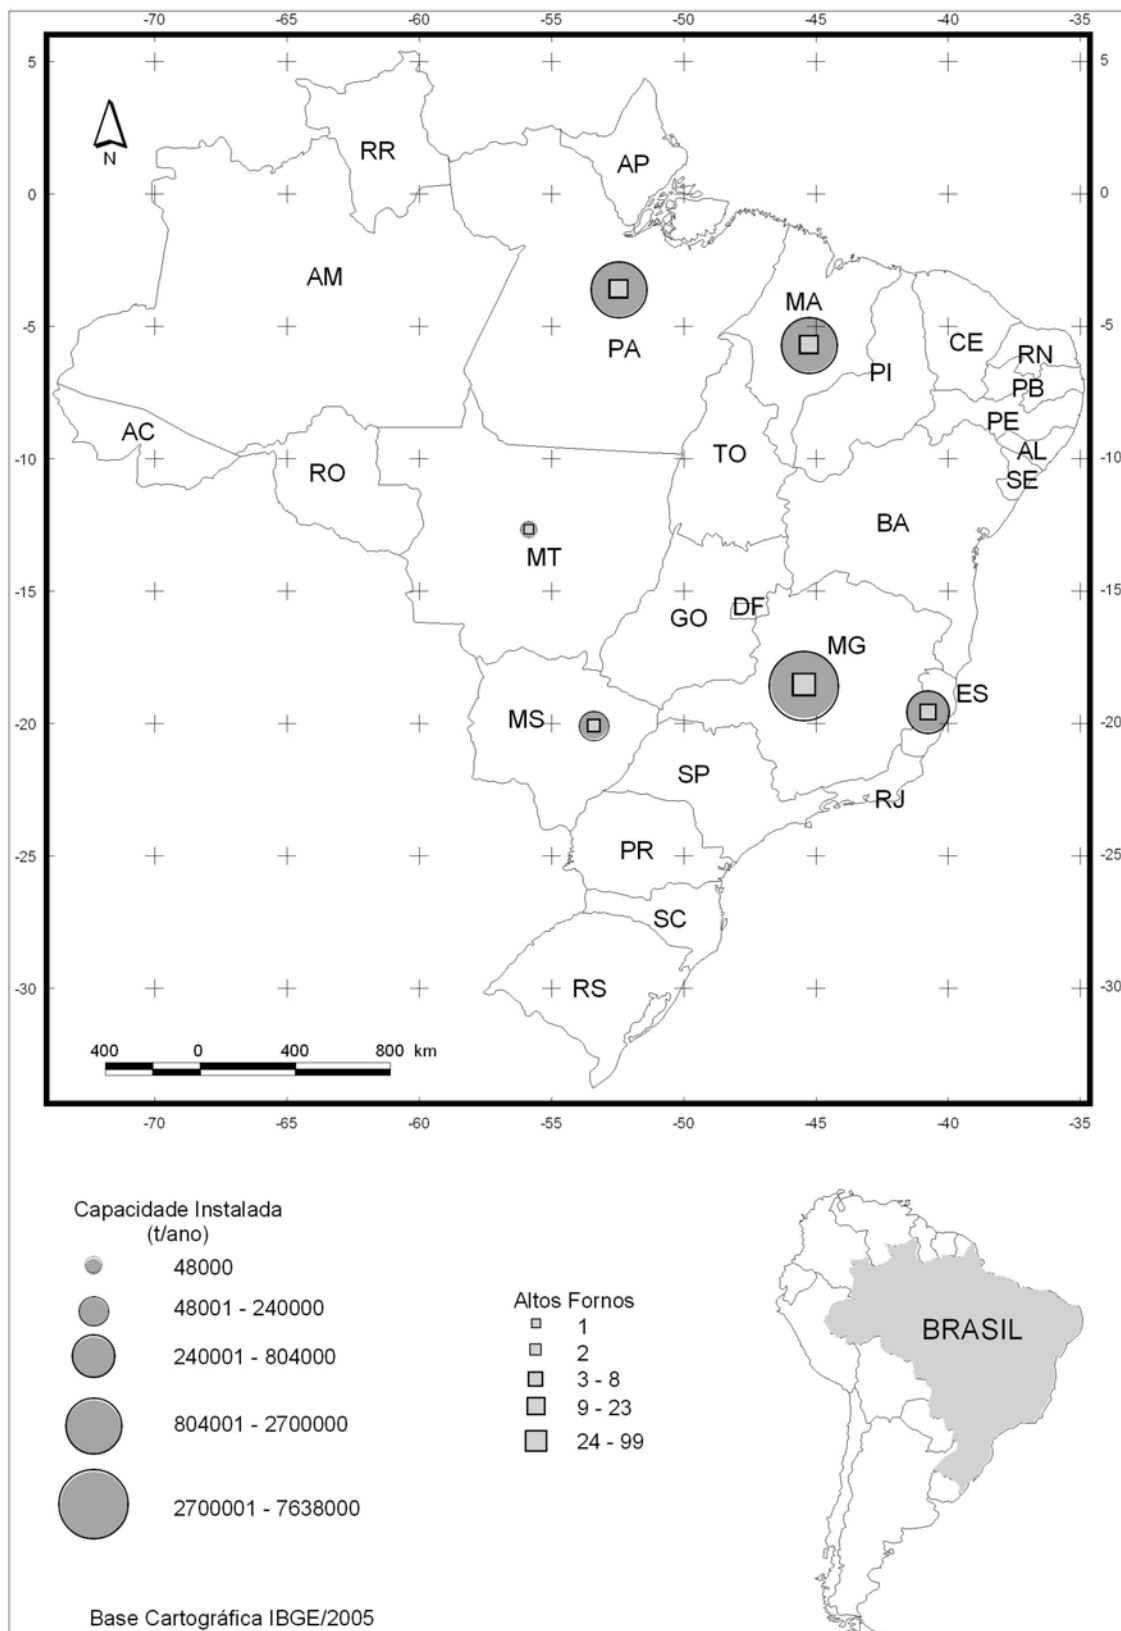 -70 -65 -60 -55 -50 -45 -40 -35
5 5
RR
AP
N
0 0
AM
MA
PA
-5 -5
CE
RN
PI
PB
PE
AC
AL
TO
RO
-10 -10
SE
BA
MT
-15 -15
DF
GO
MG
ES
MS
-20 -20
SP
RJ
PR
-25 -25
SC
RS
-30 -30
400 0 400 800 km
-70 -65 -60 -55 -50 -45 -40 -35
Capacidade Instalada
(t/ano)
48000
48001 - 240000
240001 - 804000
804001 - 2700000
2700001 - 7638000
Altos Fornos
1
2
3 - 8
9 - 23
24 - 99
BRASIL
Base Cartográfica IBGE/2005